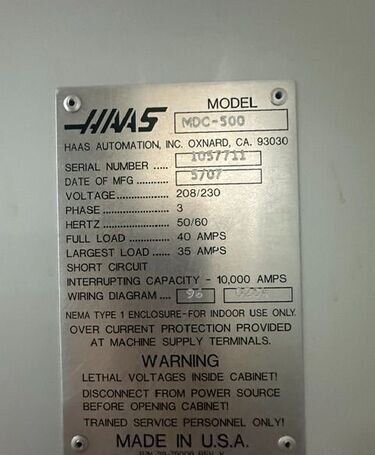 HAAS
MODEL
MDC-500
HAAS AUTOMATION, INC. OXNARD, CA. 93030
SERIAL NUMBER ..... 1057711
DATE OF MFG ........... 5707
VOLTAGE.................. 208/230
PHASE ..................... 3
HERTZ ..................... 50/60
FULL LOAD .............. 40 AMPS
LARGEST LOAD ...... 35 AMPS
SHORT CIRCUIT
INTERRUPTING CAPACITY - 10,000 AMPS
WIRING DIAGRAM .... 96
NEMA TYPE 1 ENCLOSURE-FOR INDOOR USE ONLY.
OVER CURRENT PROTECTION PROVIDED
AT MACHINE SUPPLY TERMINALS.
WARNING
LETHAL VOLTAGES INSIDE CABINET!
DISCONNECT FROM POWER SOURCE
BEFORE OPENING CABINET!
TRAINED SERVICE PERSONNEL ONLY!
MADE IN U.S.A.